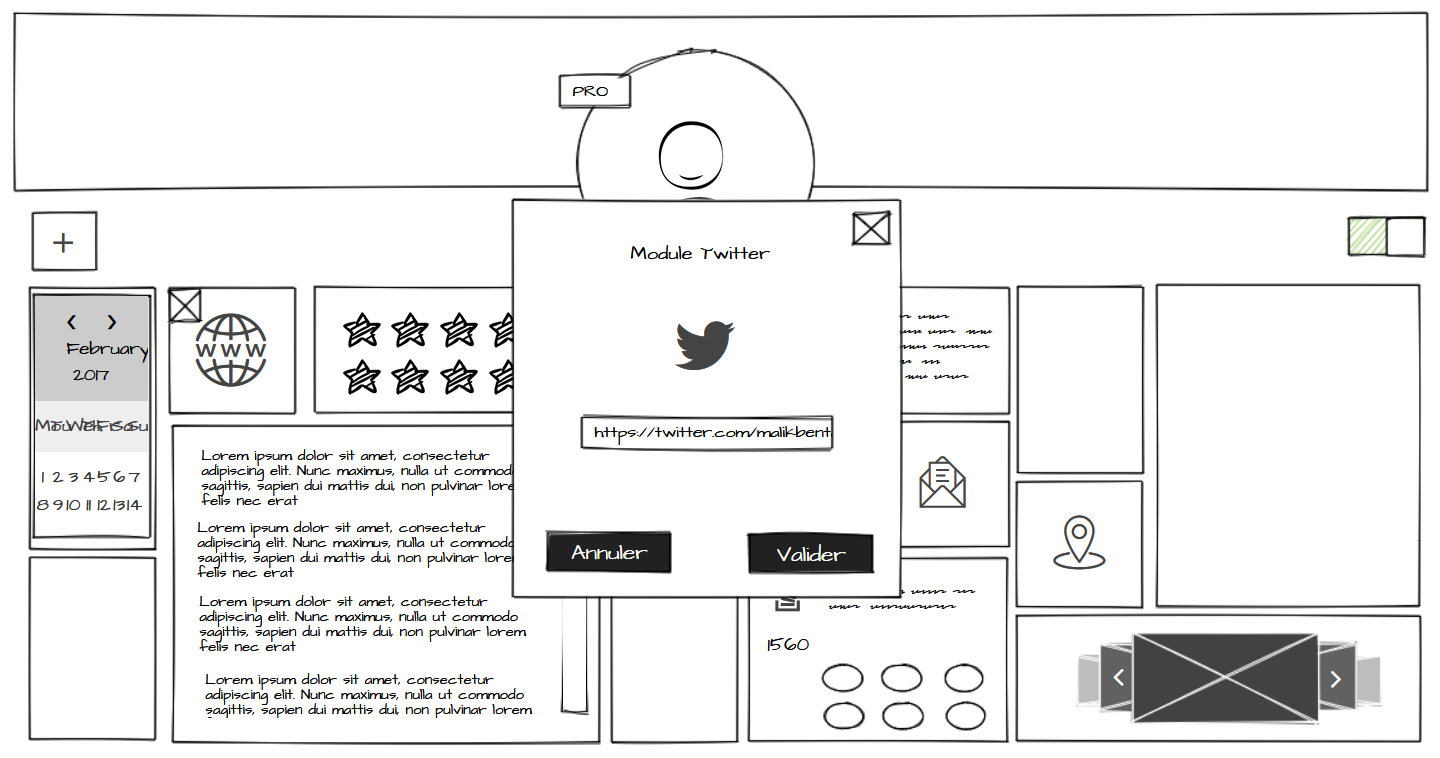 PRO
Module Twitter
February
2017
1 2 3 4 5 6 7
8 9 10 11 12 13 14
WWW
https://twitter.com/malikbent
Annuler
Valider
Lorem ipsum dolor sit amet, consectetur
adipiscing elit. Nunc maximus, nulla ut commodo
sagittis, sapien dui mattis dui, non pulvinar lore
felis nec erat
Lorem ipsum dolor sit amet, consectetur
adipiscing elit. Nunc maximus, nulla ut commodo
sagittis, sapien dui mattis dui, non pulvinar lore
felis nec erat
Lorem ipsum dolor sit amet, consectetur
adipiscing elit. Nunc maximus, nulla ut commodo
sagittis, sapien dui mattis dui, non pulvinar lorem
felis nec erat
Lorem ipsum dolor sit amet, consectetur
adipiscing elit. Nunc maximus, nulla ut commodo
sagittis, sapien dui mattis dui, non pulvinar lorem
1560